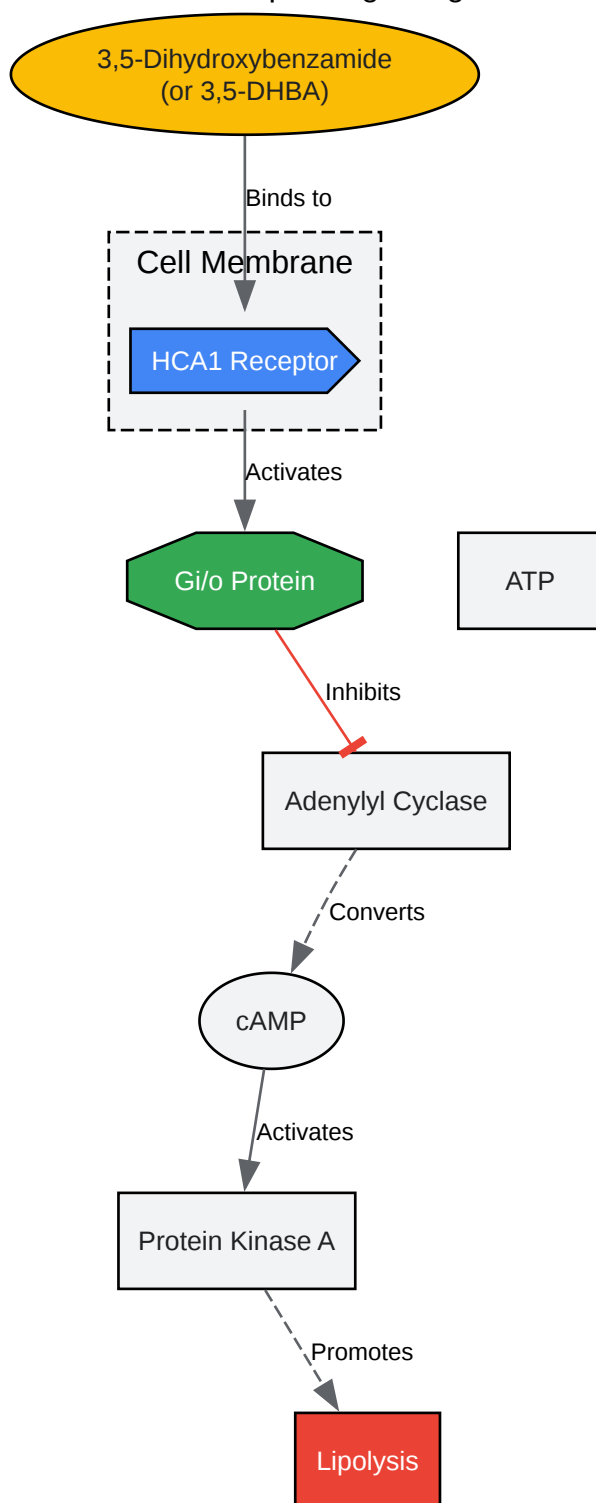 3,5-Dihydroxybenzamide
(or 3,5-DHBA)
Binds to
Cell Membrane
HCA1 Receptor
Activates
Gi/o Protein
ATP
Inhibits
Adenylyl Cyclase
Converts
cAMP
Activates
Protein Kinase A
Promotes
Lipolysis